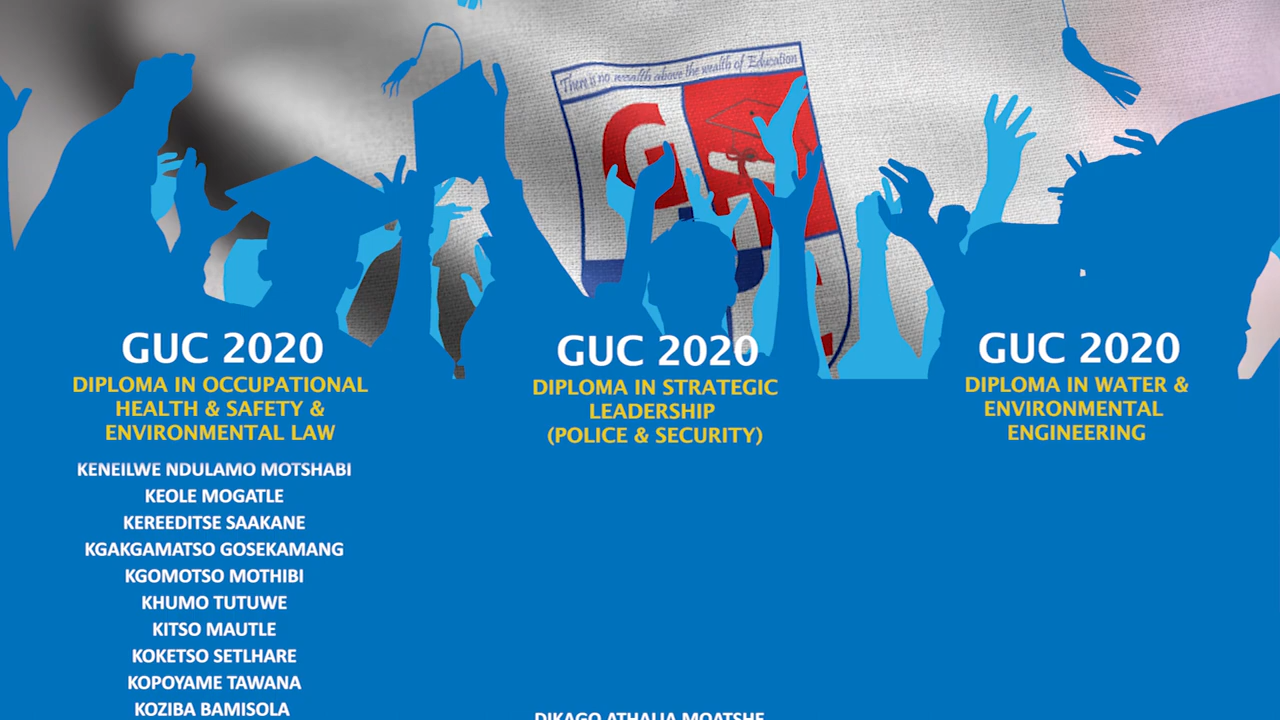 There is no wealth above the wealth of Education
G
GUC 2020
DIPLOMA IN OCCUPATIONAL
HEALTH & SAFETY &
ENVIRONMENTAL LAW
KENEILWE NDULAMO MOTSHABI
KEOLE MOGATLE
KEREEDITSE SAAKANE
KGAKGAMATSO GOSEKAMANG
KGOMOTSO MOTHIBI
KHUMO TUTUWE
KITSO MAUTLE
KOKETSO SETLHARE
KOPOYAME TAWANA
KOZIBA BAMISOLA
GUC 2020
DIPLOMA IN STRATEGIC
LEADERSHIP
(POLICE & SECURITY)
DIKAGO ATHALIA MOATSHE
GUC 2020
DIPLOMA IN WATER &
ENVIRONMENTAL
ENGINEERING